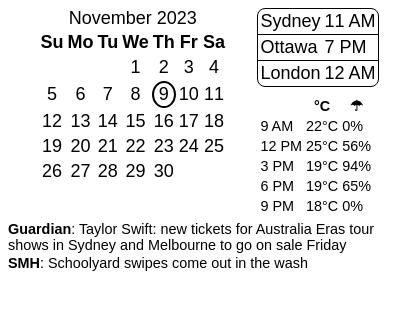 November 2023
Su Mo Tu We Th Fr Sa
1 2 3 4
5 6 7 8 9 10 11
12 13 14 15 16 17 18
19 20 21 22 23 24 25
26 27 28 29 30
Sydney 11 AM
Ottawa 7 PM
London 12 AM
°C ☂
9 AM 22°C 0%
12 PM 25°C 56%
3 PM 19°C 94%
6 PM 19°C 65%
9 PM 18°C 0%
Guardian: Taylor Swift: new tickets for Australia Eras tour
shows in Sydney and Melbourne to go on sale Friday
SMH: Schoolyard swipes come out in the wash